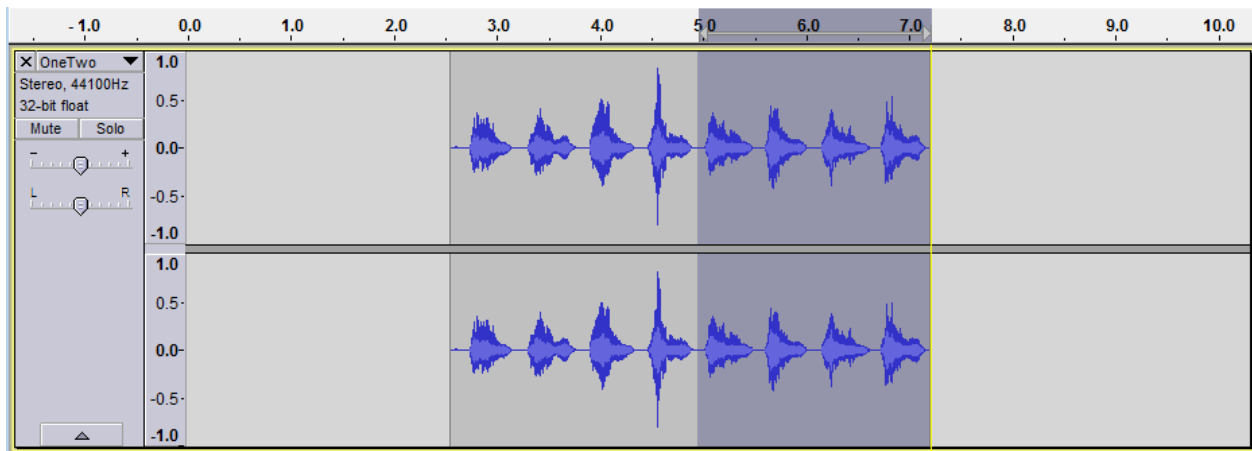 - 1.0 0.0 1.0 2.0 3.0 4.0 5.0 6.0 7.0 8.0 9.0 10.0
X OneTwo
Stereo, 44100Hz
32-bit float
Mute Solo
- +
L R
1.0
0.5-
0.0-
-0.5-
-1.0
1.0
0.5-
0.0-
-0.5-
-1.0